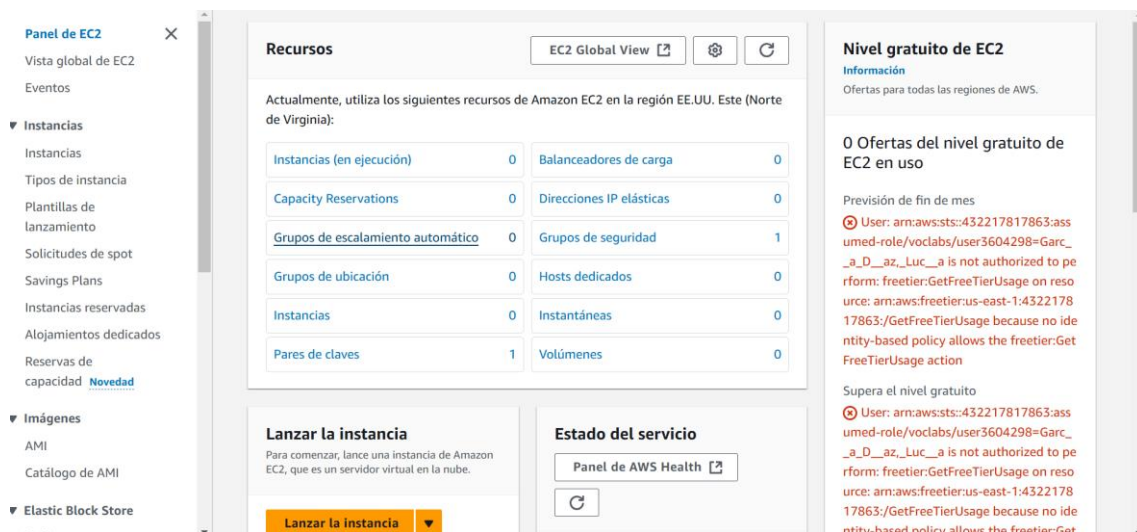 Panel de EC2
Vista global de EC2
Eventos
Instancias
Instancias
Tipos de instancia
Plantillas de
lanzamiento
Solicitudes de spot
Savings Plans
Instancias reservadas
Alojamientos dedicados
Reservas de
capacidad Novedad
Imágenes
AMI
Catálogo de AMI
Elastic Block Store
Recursos
EC2 Global View
Actualmente, utiliza los siguientes recursos de Amazon EC2 en la región EE.UU. Este (Norte
de Virginia):
Instancias (en ejecución) 0
Balanceadores de carga 0
Capacity Reservations 0
Direcciones IP elásticas 0
Grupos de escalamiento automático 0
Grupos de seguridad 1
Grupos de ubicación 0
Hosts dedicados 0
Instancias 0
Instantáneas 0
Pares de claves 1
Volúmenes 0
Lanzar la instancia
Para comenzar, lance una instancia de Amazon
EC2, que es un servidor virtual en la nube.
Lanzar la instancia
Estado del servicio
Panel de AWS Health
Nivel gratuito de EC2
Información
Ofertas para todas las regiones de AWS.
0 Ofertas del nivel gratuito de
EC2 en uso
Previsión de fin de mes
User: arn:aws:sts::432217817863:ass
umed-role/voclabs/user3604298=Garc_
_a_D__az,_Luc__a is not authorized to pe
rform: freetier:GetFreeTierUsage on reso
urce: arn:aws:freetier:us-east-1:4322178
17863:/GetFreeTierUsage because no ide
ntity-based policy allows the freetier:Get
FreeTierUsage action
Supera el nivel gratuito
User: arn:aws:sts::432217817863:ass
umed-role/voclabs/user3604298=Garc_
_a_D__az,_Luc__a is not authorized to pe
rform: freetier:GetFreeTierUsage on reso
urce: arn:aws:freetier:us-east-1:4322178
17863:/GetFreeTierUsage because no ide
ntity-based policy allows the freetier:Get